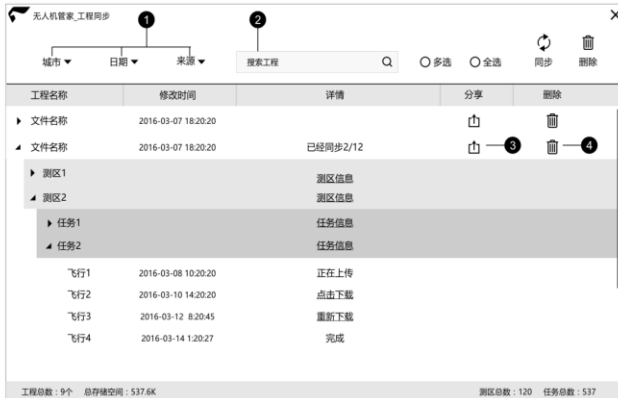 无人机管家_工程同步
1
2
城市 日期 来源 搜索工程 多选 全选 同步 删除
工程名称 修改时间 详情 分享 删除
文件名称 2016-03-07 18:20:20
文件名称 2016-03-07 18:20:20 已经同步2/12 3 4
测区1 测区信息
测区2 测区信息
任务1 任务信息
任务2 任务信息
飞行1 2016-03-08 10:20:20 正在上传
飞行2 2016-03-10 14:20:20 点击下载
飞行3 2016-03-12 8:20:45 重新下载
飞行4 2016-03-14 1:20:27 完成
工程总数：9个 总存储空间：537.6K 测区总数：120 任务总数：537